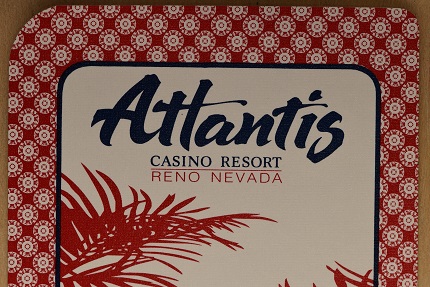 Atlantis
CASINO RESORT
RENO NEVADA